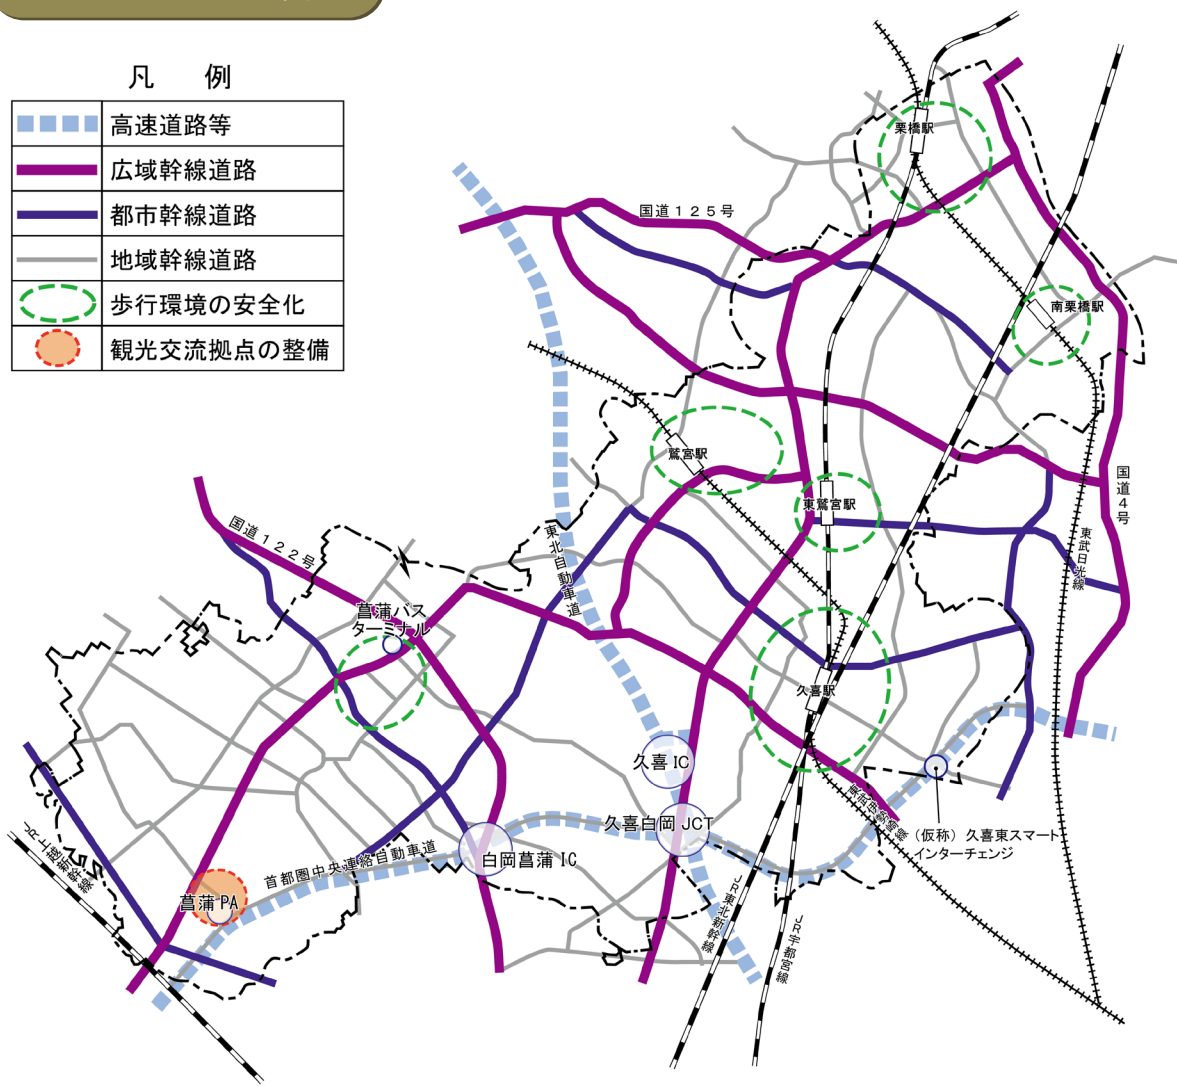 凡　例
高速道路等
広域幹線道路
都市幹線道路
地域幹線道路
歩行環境の安全化
観光交流拠点の整備
栗橋駅
国道１２５号
南栗橋駅
鷲宮駅
東鷲宮駅
国道４号
国道１２２号
東北自動車道
東武日光線
菖蒲バス
ターミナル
久喜駅
久喜 IC
久喜白岡 JCT
東武伊勢崎線
（仮称）久喜東スマート
インターチェンジ
白岡菖蒲 IC
首都圏中央連絡自動車道
JR上越新幹線
菖蒲 PA
JR東北新幹線
JR宇都宮線